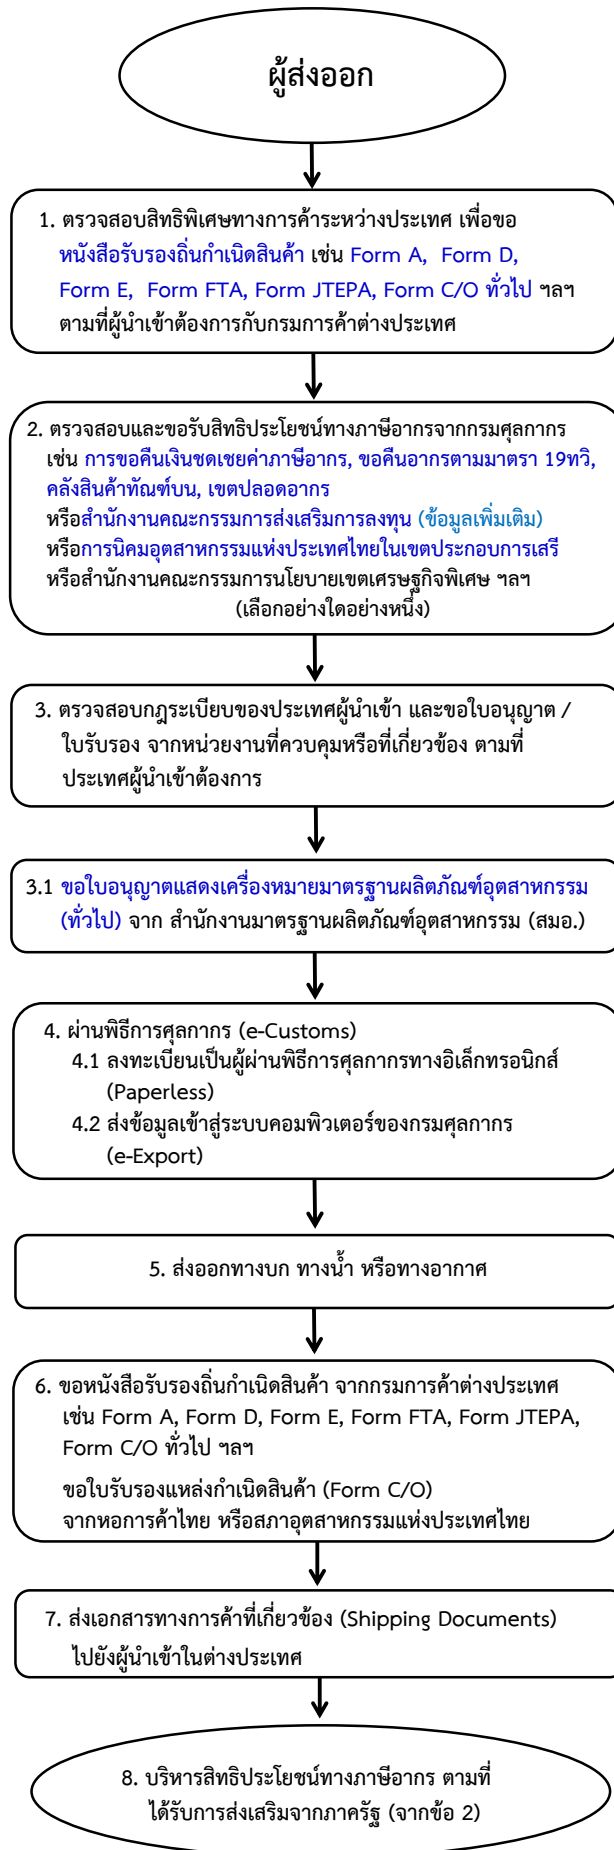 ผู้ส่งออก
1. ตรวจสอบสิทธิพิเศษทางการค้าระหว่างประเทศ เพื่อขอ
หนังสือรับรองถิ่นกำเนิดสินค้า เช่น Form A, Form D,
Form E, Form FTA, Form JTEPA, Form C/O ทั่วไป ฯลฯ
ตามที่ผู้นำเข้าต้องการกับกรมการค้าต่างประเทศ
2. ตรวจสอบและขอรับสิทธิประโยชน์ทางภาษีอากรจากกรมศุลกากร
เช่น การขอคืนเงินชดเชยค่าภาษีอากร, ขอคืนอากรตามมาตรา 19ทวิ,
คลังสินค้าทัณฑ์บน, เขตปลอดอากร
หรือสำนักงานคณะกรรมการส่งเสริมการลงทุน (ข้อมูลเพิ่มเติม)
หรือการนิคมอุตสาหกรรมแห่งประเทศไทยในเขตประกอบการเสรี
หรือสำนักงานคณะกรรมการนโยบายเขตเศรษฐกิจพิเศษ ฯลฯ
(เลือกอย่างใดอย่างหนึ่ง)
3. ตรวจสอบกฎระเบียบของประเทศผู้นำเข้า และขอใบอนุญาต /
ใบรับรอง จากหน่วยงานที่ควบคุมหรือที่เกี่ยวข้อง ตามที่
ประเทศผู้นำเข้าต้องการ
3.1 ขอใบอนุญาตแสดงเครื่องหมายมาตรฐานผลิตภัณฑ์อุตสาหกรรม
(ทั่วไป) จาก สำนักงานมาตรฐานผลิตภัณฑ์อุตสาหกรรม (สมอ.)
4. ผ่านพิธีการศุลกากร (e-Customs)
4.1 ลงทะเบียนเป็นผู้ผ่านพิธีการศุลกากรทางอิเล็กทรอนิกส์
(Paperless)
4.2 ส่งข้อมูลเข้าสู่ระบบคอมพิวเตอร์ของกรมศุลกากร
(e-Export)
5. ส่งออกทางบก ทางน้ำ หรือทางอากาศ
6. ขอหนังสือรับรองถิ่นกำเนิดสินค้า จากกรมการค้าต่างประเทศ
เช่น Form A, Form D, Form E, Form FTA, Form JTEPA,
Form C/O ทั่วไป ฯลฯ
ขอใบรับรองแหล่งกำเนิดสินค้า (Form C/O)
จากหอการค้าไทย หรือสภาอุตสาหกรรมแห่งประเทศไทย
7. ส่งเอกสารทางการค้าที่เกี่ยวข้อง (Shipping Documents)
ไปยังผู้นำเข้าในต่างประเทศ
8. บริหารสิทธิประโยชน์ทางภาษีอากร ตามที่
ได้รับการส่งเสริมจากภาครัฐ (จากข้อ 2)